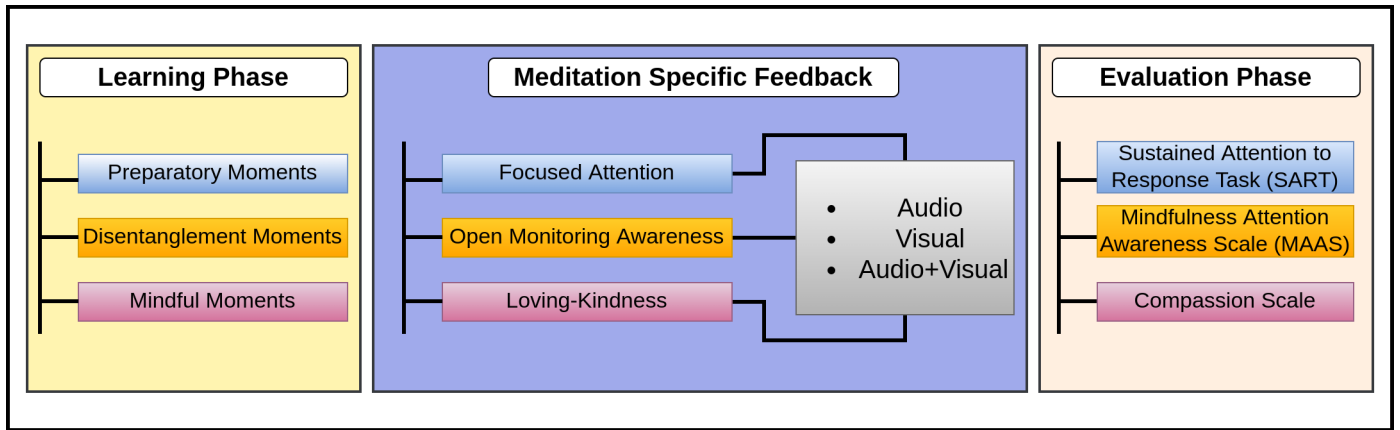 Learning Phase
Preparatory Moments
Disentanglement Moments
Mindful Moments
Meditation Specific Feedback
Focused Attention
Open Monitoring Awareness
Loving-Kindness
• Audio
• Visual
• Audio+Visual
Evaluation Phase
Sustained Attention to
Response Task (SART)
Mindfulness Attention
Awareness Scale (MAAS)
Compassion Scale